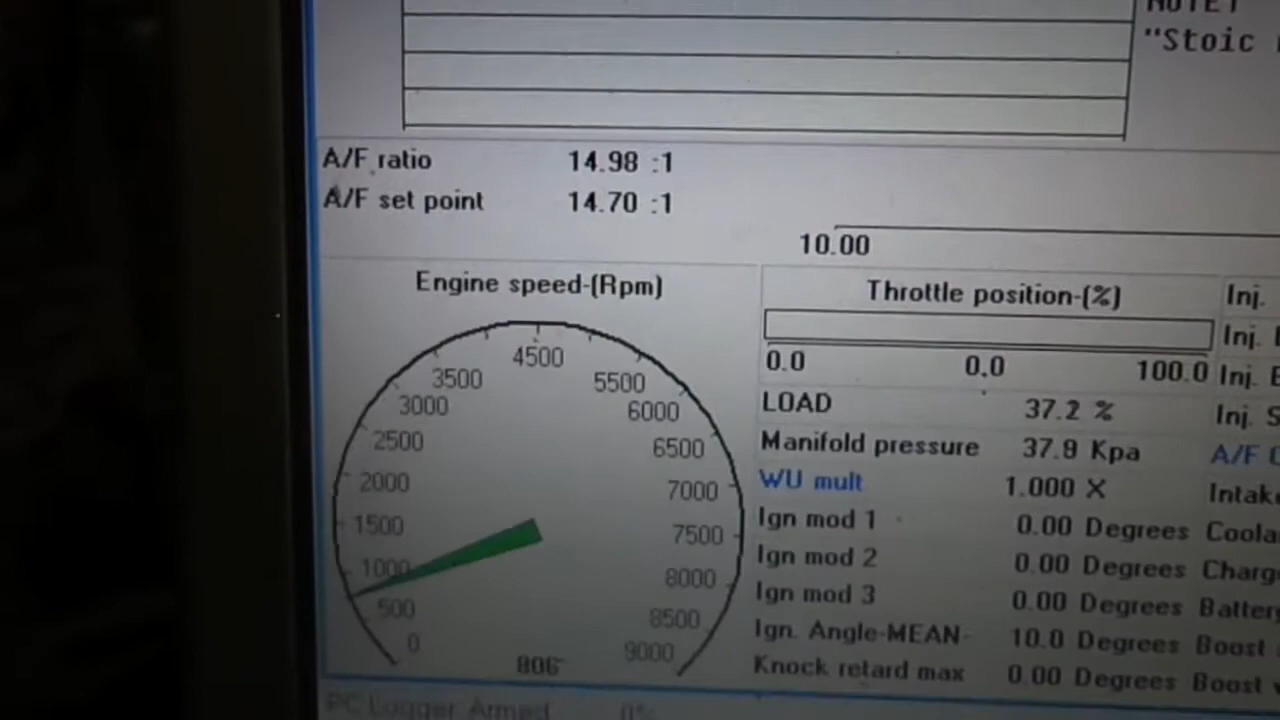 "Stoic
A/F ratio 14.98 :1
A/F set point 14.70 :1
10.00
Engine speed-(Rpm)
4500
3500 5500
3000 6000
2500 6500
2000 7000
1500 7500
1000 8000
500 8500
0 9000
806
Throttle position-(%)
0.0 0.0 100.0
LOAD 37.2 %
Manifold pressure 37.9 Kpa
WU mult 1.000 X
Ign mod 1 0.00 Degrees
Ign mod 2 0.00 Degrees
Ign mod 3 0.00 Degrees
Ign. Angle-MEAN- 10.0 Degrees
Knock retard max 0.00 Degrees
Inj.
Inj.
Inj. E
Inj. S
A/F
Intak
Coola
Charg
Batter
Boost
Boost
PC Logger Armed 0%